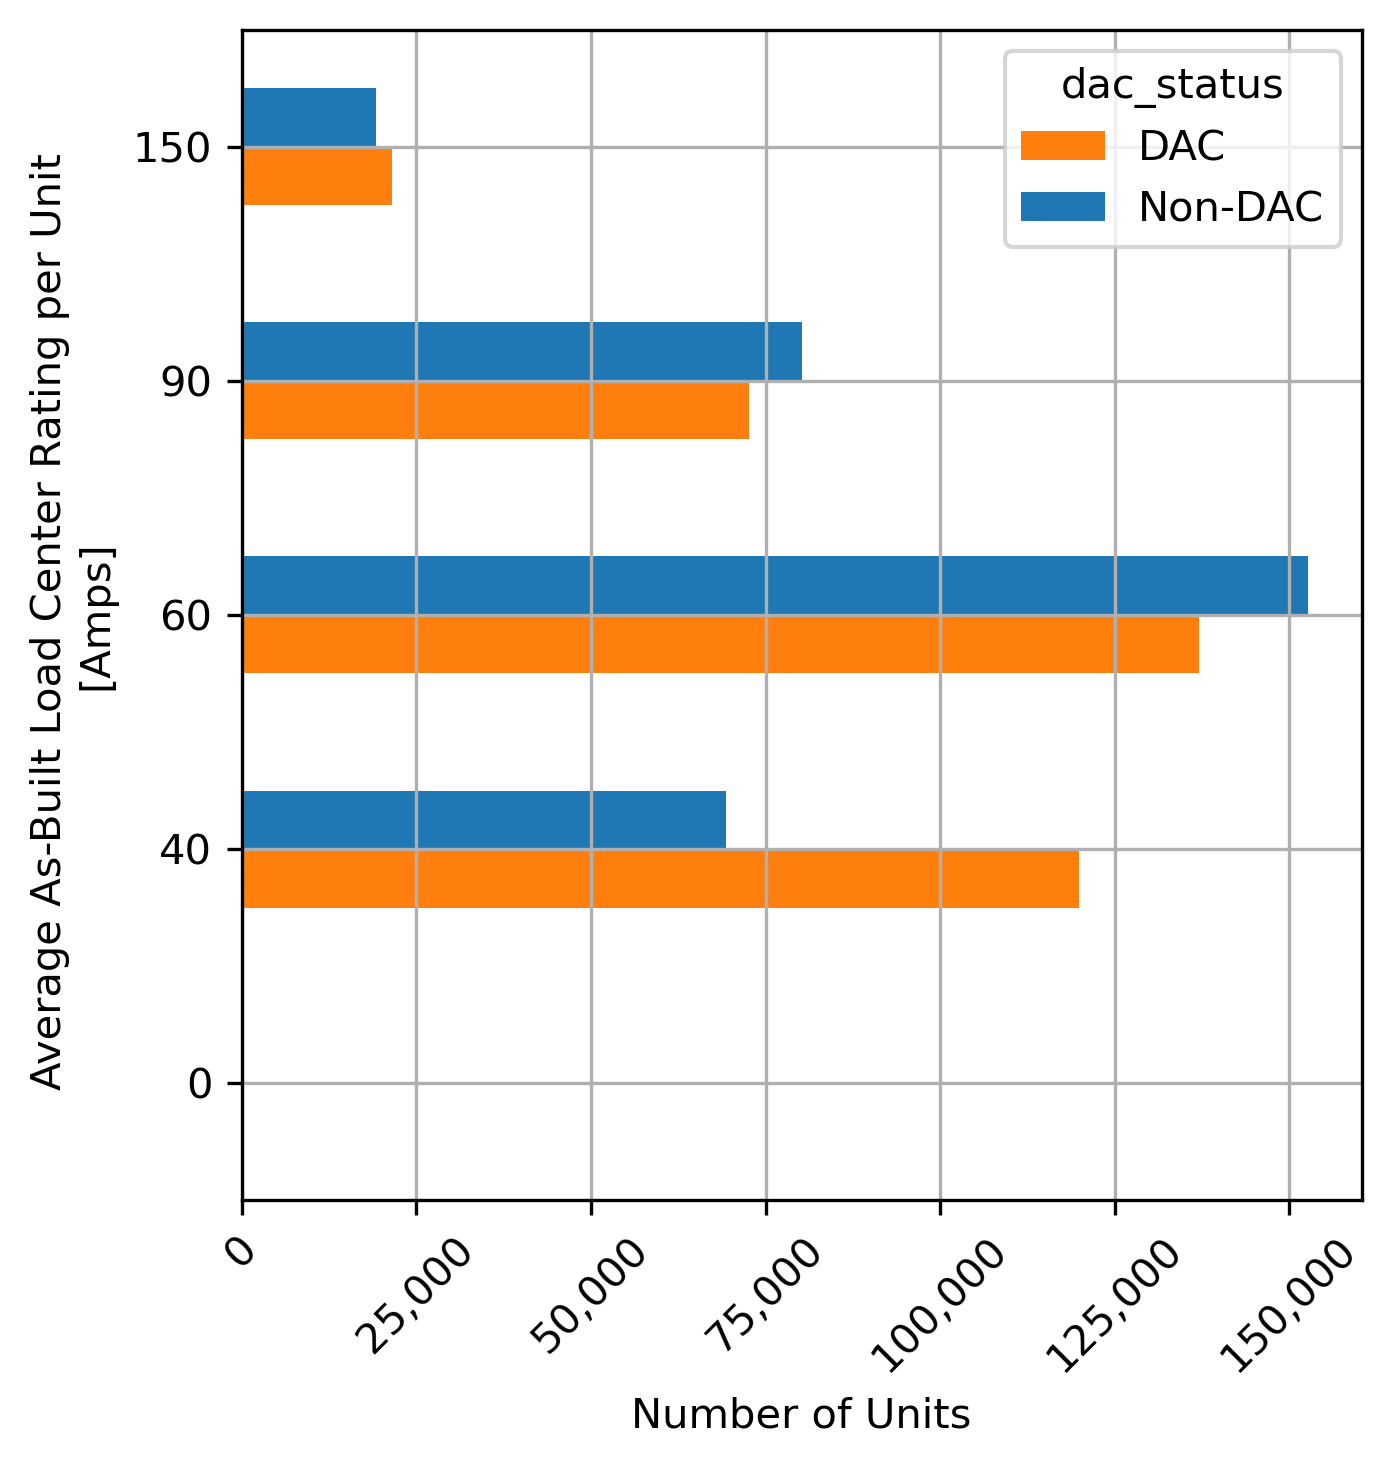 dac_status
DAC
Non-DAC
Average As-Built Load Center Rating per Unit
[Amps]
150
90
60
40
0
0
25,000
50,000
75,000
100,000
125,000
150,000
Number of Units